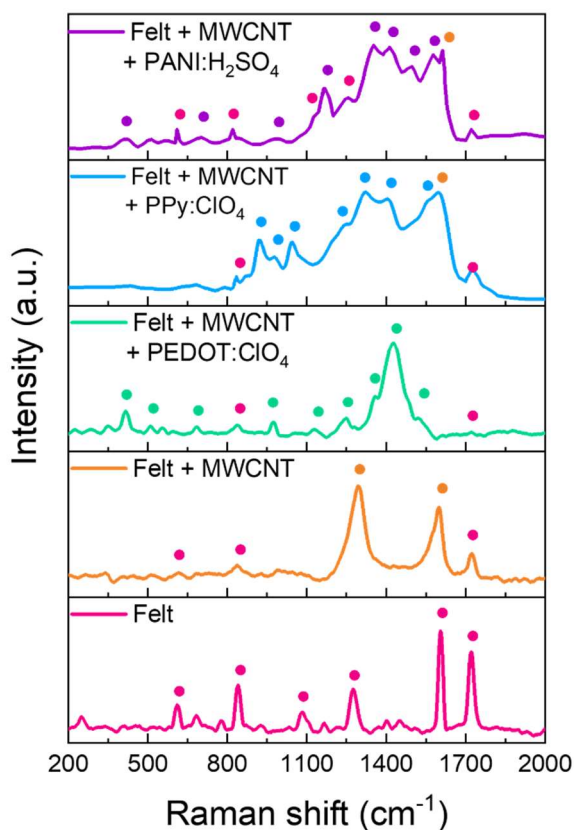 Felt + MWCNT
+ PANI:H₂SO₄
Felt + MWCNT
+ PPy:ClO₄
Felt + MWCNT
+ PEDOT:ClO₄
Felt + MWCNT
Felt
Intensity (a.u.)
200 500 800 1100 1400 1700 2000
Raman shift (cm⁻¹)